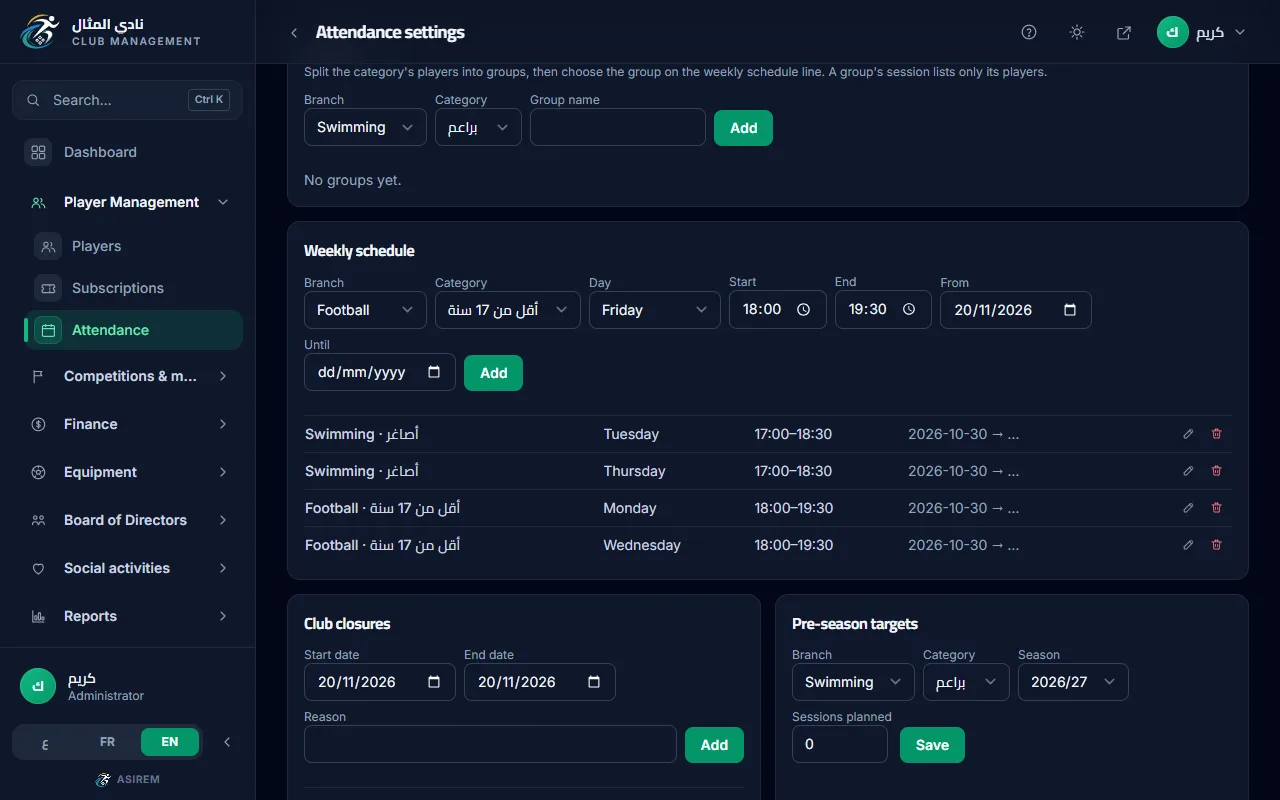 نادي المثال
CLUB MANAGEMENT
Search...
Ctrl K
Dashboard
Player Management
Players
Subscriptions
Attendance
Competitions & m...
Finance
Equipment
Board of Directors
Social activities
Reports
ك
كريم
Administrator
ع
FR
EN
ASIREM
Attendance settings
ك
كريم
Split the category's players into groups, then choose the group on the weekly schedule line. A group's session lists only its players.
Branch
Category
Group name
Swimming
براعم
Add
No groups yet.
Weekly schedule
Branch
Category
Day
Start
End
From
Football
أقل من 17 سنة
Friday
18:00
19:30
20/11/2026
Until
dd/mm/yyyy
Add
Swimming · أصاغر Tuesday 17:00–18:30 2026-10-30 → ...
Swimming · أصاغر Thursday 17:00–18:30 2026-10-30 → ...
Football · أقل من 17 سنة Monday 18:00–19:30 2026-10-30 → ...
Football · أقل من 17 سنة Wednesday 18:00–19:30 2026-10-30 → ...
Club closures
Start date
End date
20/11/2026
20/11/2026
Reason
Add
Pre-season targets
Branch
Category
Season
Swimming
براعم
2026/27
Sessions planned
0
Save